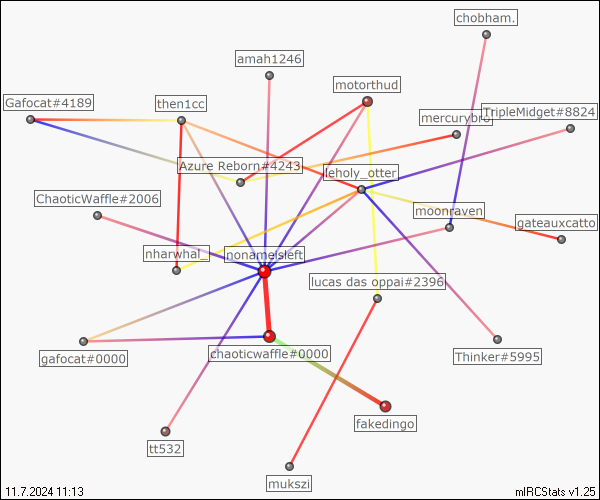 chobham.
amah1246
motorthud
Gafocat#4189
then1cc
mercurybro
TripleMidget#8824
Azure Reborn#4243
leholy_otter
ChaoticWaffle#2006
moonraven
gateauxcatto
nharwhal_
nonameisleft
lucas das oppai#2396
gafocat#0000
chaoticwaffle#0000
Thinker#5995
fakedingo
tt532
mukszi
11.7.2024 11:13
mIRCStats v1.25